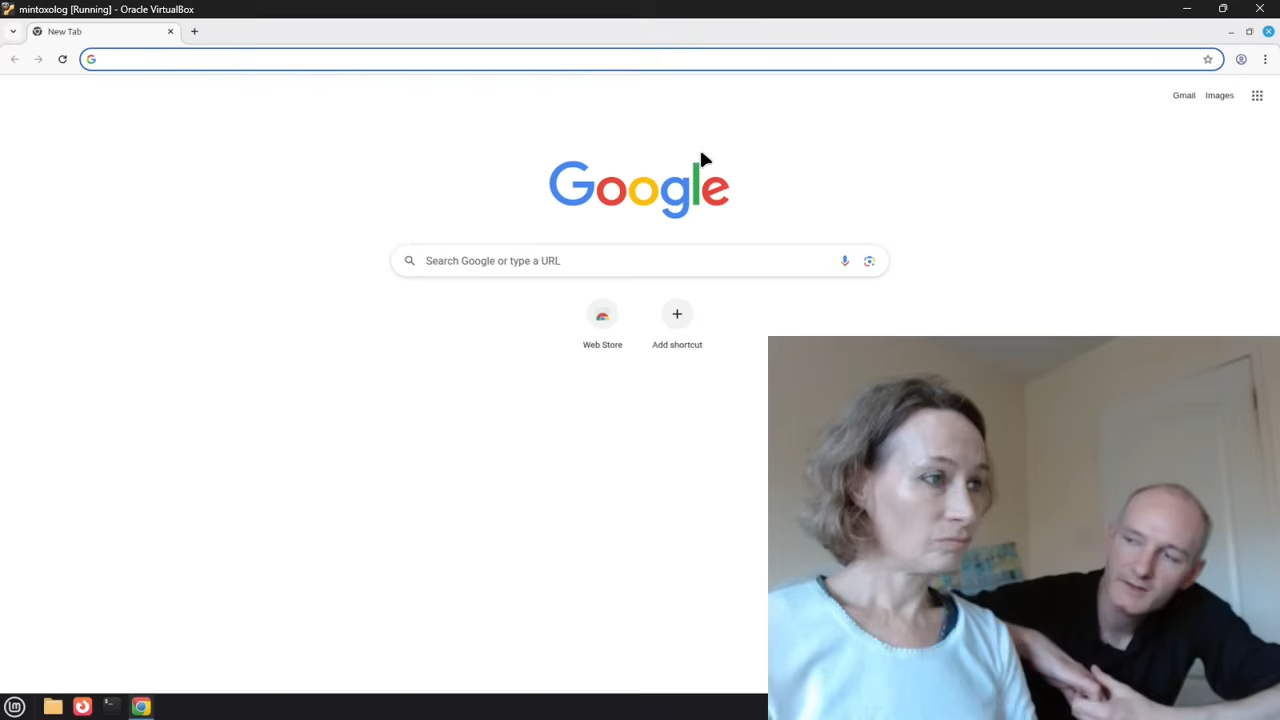 mintoxolog [Running] - Oracle VirtualBox
New Tab
Gmail Images
Google
Search Google or type a URL
Web Store Add shortcut